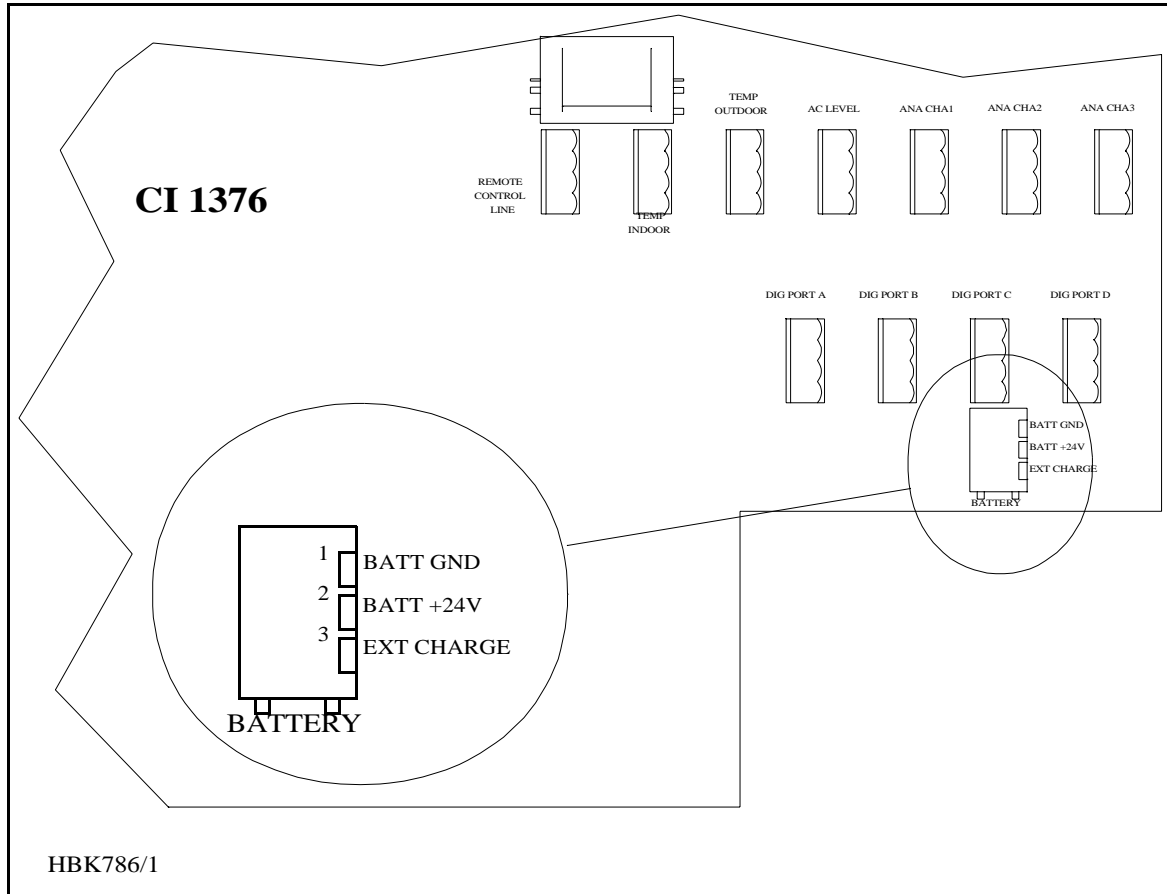 TEMP
OUTDOOR
AC LEVEL
ANA CHA1
ANA CHA2
ANA CHA3
CI 1376
REMOTE
CONTROL
LINE
TEMP
INDOOR
DIG PORT A
DIG PORT B
DIG PORT C
DIG PORT D
BATT GND
BATT +24V
EXT CHARGE
BATTERY
1
BATT GND
2
BATT +24V
3
EXT CHARGE
BATTERY
HBK786/1